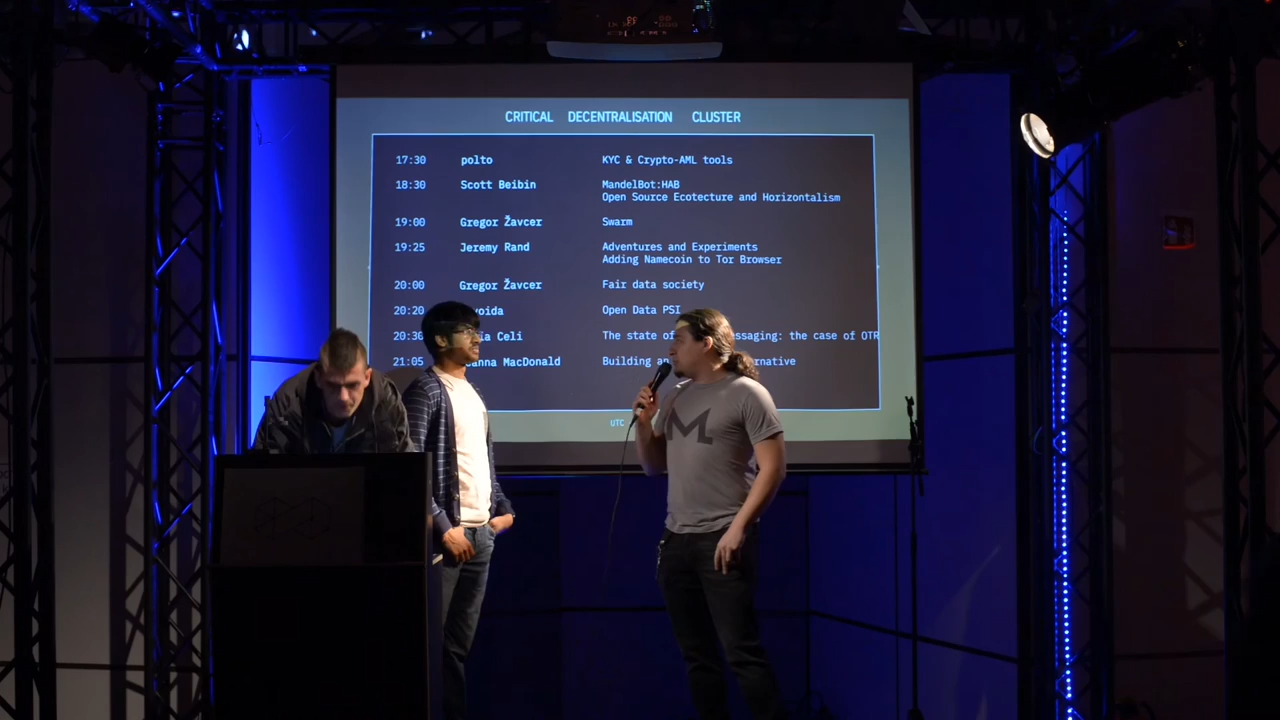 CRITICAL DECENTRALISATION CLUSTER
17:30 polto KYC & Crypto-AML tools
18:30 Scott Beibin MandelBot:HAB
Open Source Ecotecture and Horizontalism
19:00 Gregor Žavcer Swarm
19:25 Jeremy Rand Adventures and Experiments
Adding Namecoin to Tor Browser
20:00 Gregor Žavcer Fair data society
20:20 Open Data PSI
20:30 Celi The state of the case of OTR
21:05 MacDonald Building
UTC